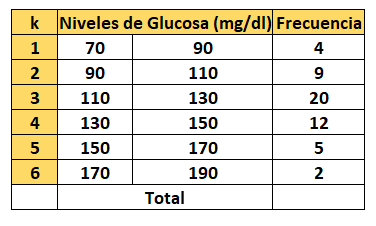 k Niveles de Glucosa (mg/dl) Frecuencia
1 70 90 4
2 90 110 9
3 110 130 20
4 130 150 12
5 150 170 5
6 170 190 2
Total